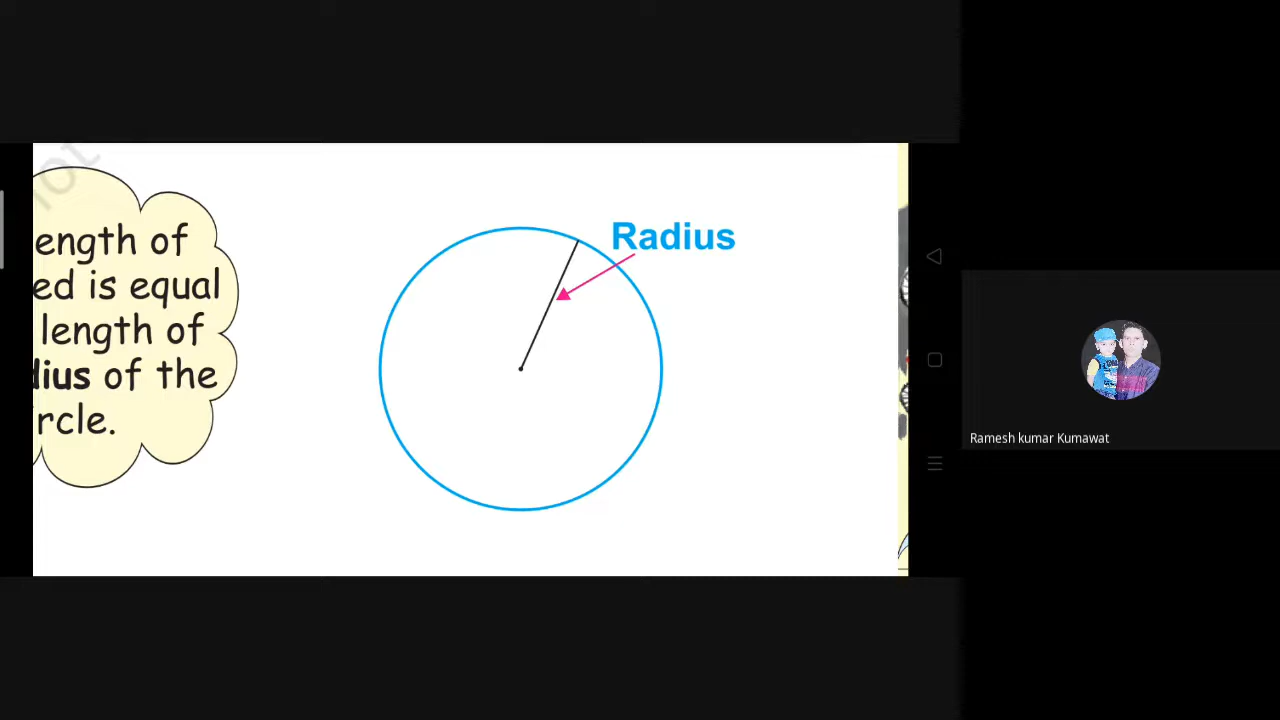 ength of
ed is equal
length of
dius of the
rcle.
Radius
Ramesh kumar Kumawat